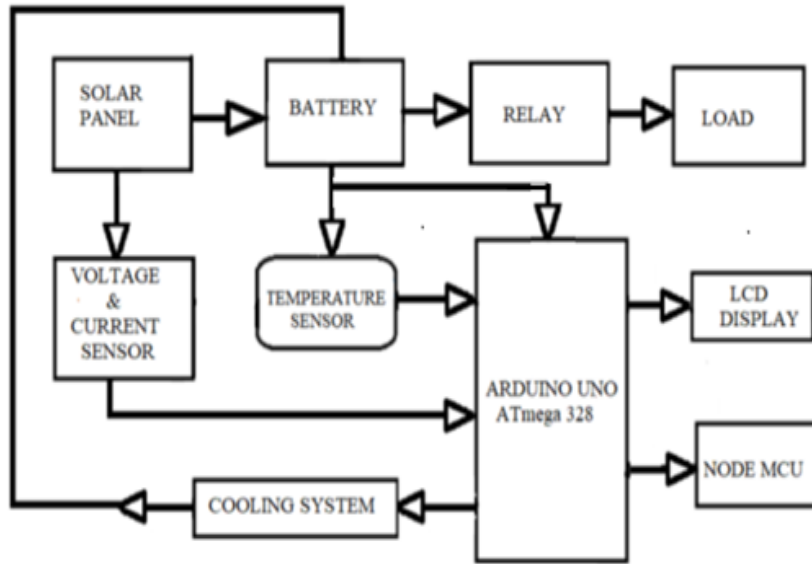 SOLAR
PANEL
BATTERY
RELAY
LOAD
VOLTAGE
&
CURRENT
SENSOR
TEMPERATURE
SENSOR
LCD
DISPLAY
ARDUINO UNO
ATmega 328
NODE MCU
COOLING SYSTEM